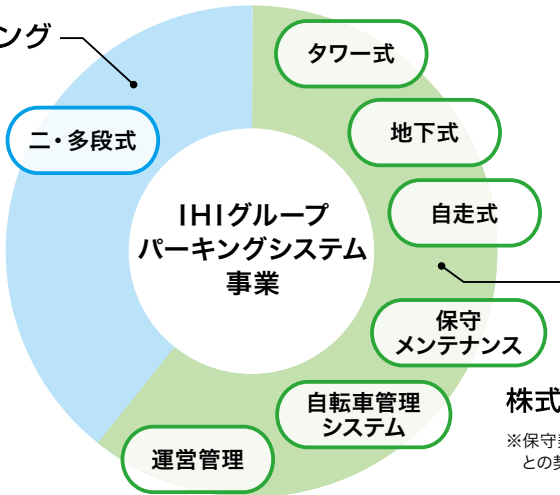 ング
タワー式
二・多段式
地下式
IHIグループ
パーキングシステム
事業
自走式
保守
メンテナンス
自転車管理
システム
運営管理
株式
※保守
との